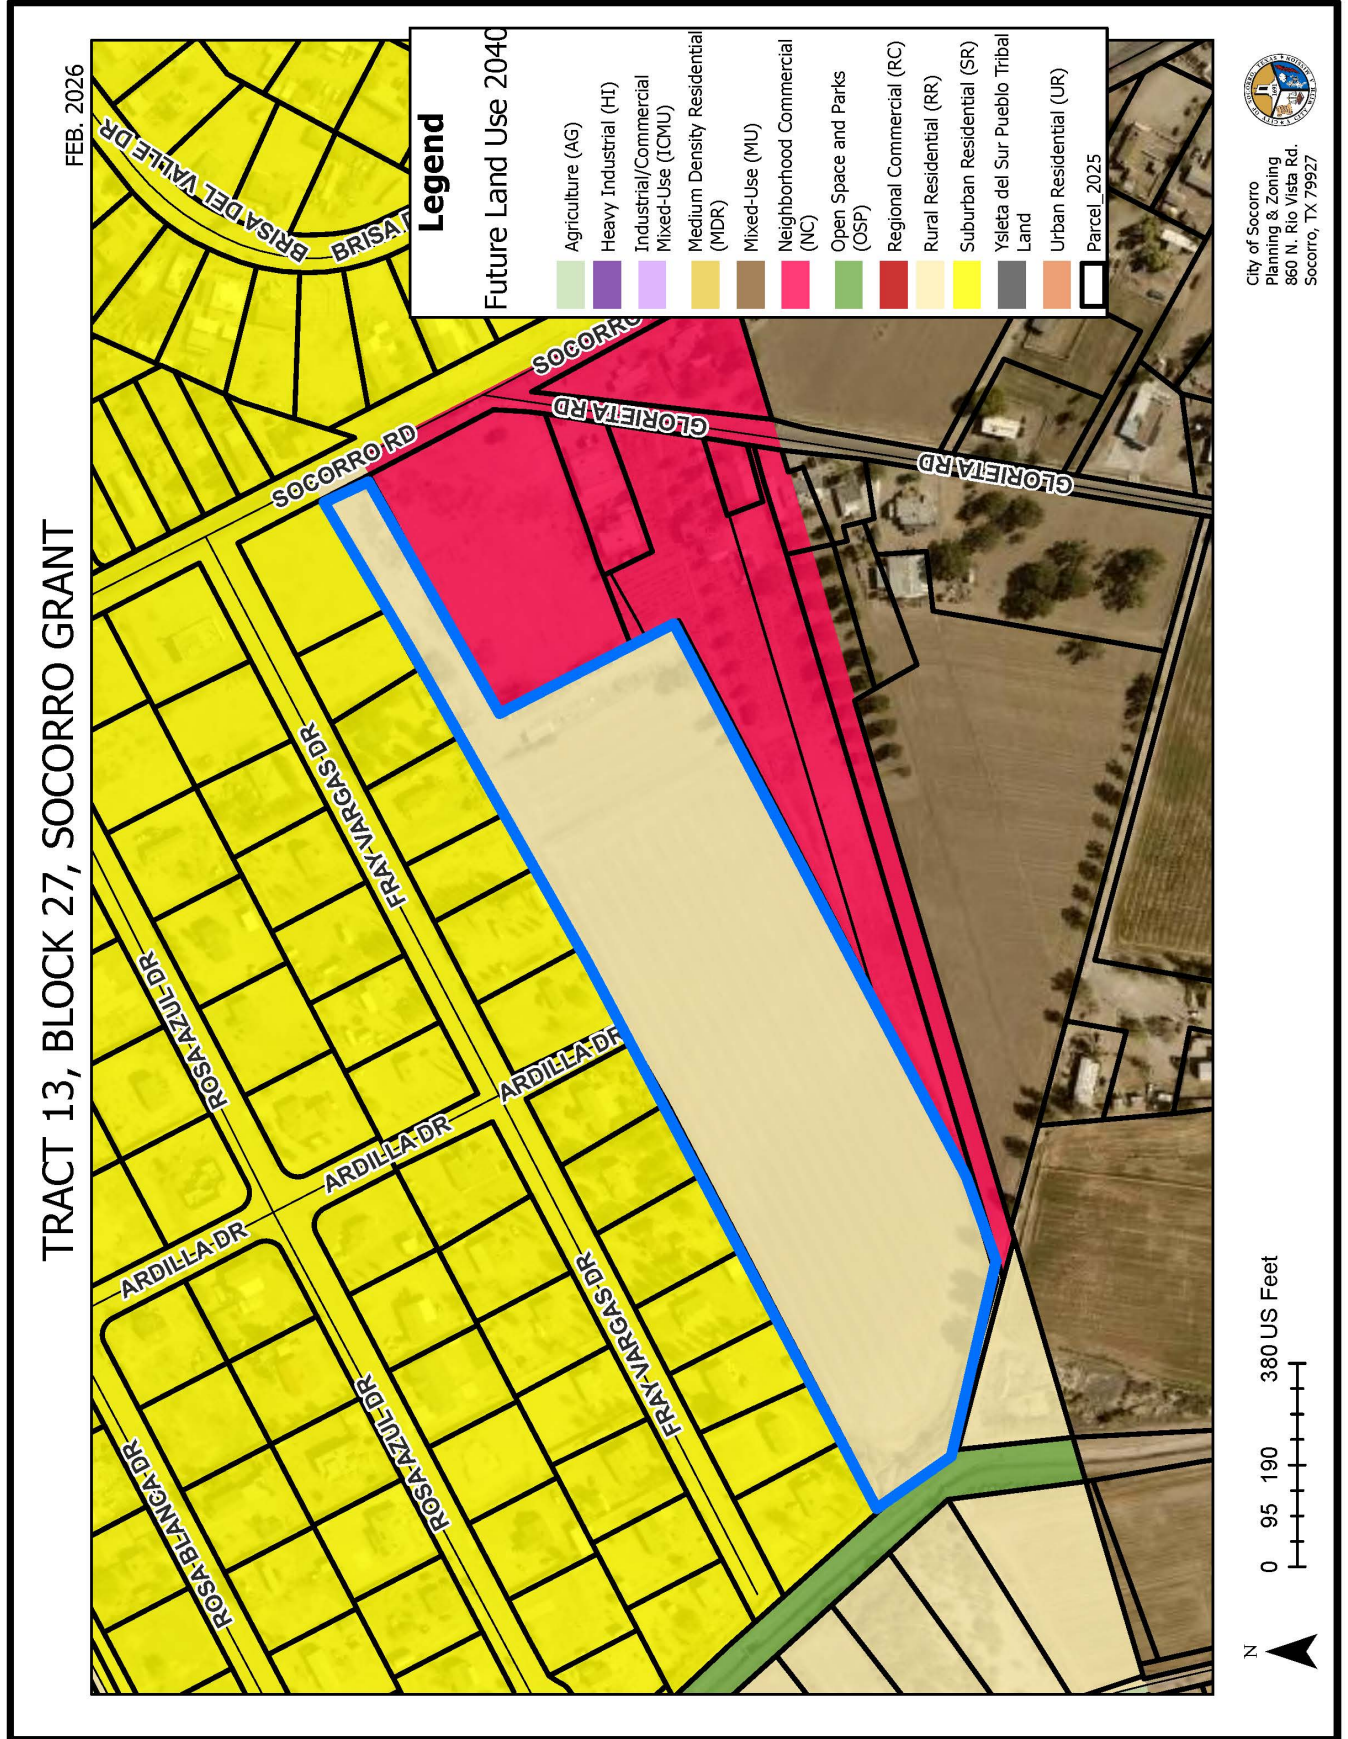 TRACT 13, BLOCK 27, SOCORRO GRANT
FEB. 2026
BRISA DEL VALLE DR
BRISA
SOCORRO RD
SOCORRO
GLORIETA RD
GLORIETA RD
FRAY VARGAS DR
ROSA AZUL DR
ARDILLA DR
ARDILLA DR
ARDILLA DR
FRAY VARGAS DR
ROSA AZUL DR
ROSA BLANCA DR
Legend
Future Land Use 2040
Agriculture (AG)
Heavy Industrial (HI)
Industrial/Commercial
Mixed-Use (ICMU)
Medium Density Residential
(MDR)
Mixed-Use (MU)
Neighborhood Commercial
(NC)
Open Space and Parks
(OSP)
Regional Commercial (RC)
Rural Residential (RR)
Suburban Residential (SR)
Ysleta del Sur Pueblo Tribal
Land
Urban Residential (UR)
Parcel_2025
N
0 95 190 380 US Feet
City of Socorro
Planning & Zoning
860 N. Rio Vista Rd.
Socorro, TX 79927